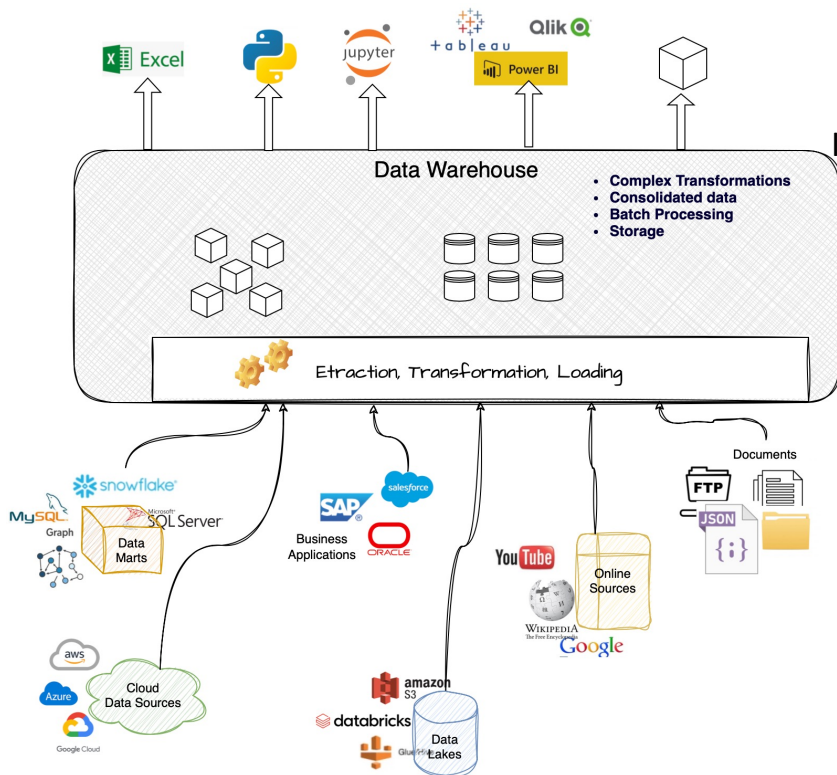 Excel
jupyter
+ a b l e a u
Qlik
Power BI
Data Warehouse
• Complex Transformations
• Consolidated data
• Batch Processing
• Storage
Etraction, Transformation, Loading
Documents
FTP
JSON
{;}
snowflake®
MySQL
Microsoft®
SQL Server®
Graph
Data
Marts
salesforce
SAP®
Business
Applications
ORACLE
YouTube
Online
Sources
WIKIPEDIA
The Free Encyclopedia
Google
aws
Azure
Google Cloud
Cloud
Data Sources
amazon
S3
databricks
Glue/Hive
Data
Lakes